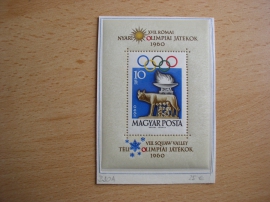 XVII. RÓMAI
NYÁRI OLIMPIAI JÁTÉKOK
1960
10
Ft
MAGYAR POSTA
VIII. SQUAW VALLEY
TÉLI OLIMPIAI JÁTÉKOK
1960